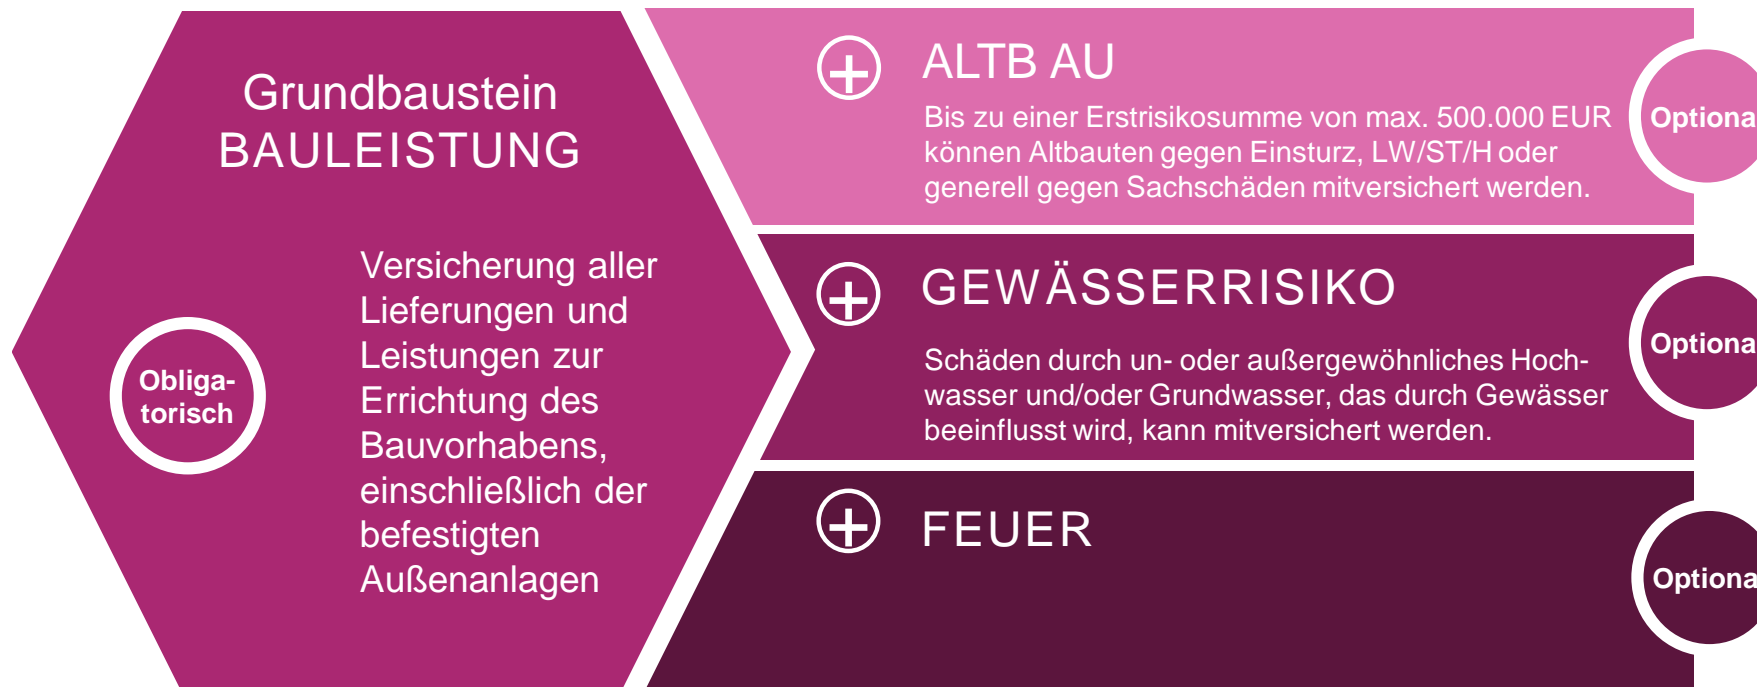 Grundbaustein
BAULEISTUNG
Versicherung aller
Lieferungen und
Leistungen zur
Errichtung des
Bauvorhabens,
einschließlich der
befestigten
Außenanlagen
Obliga-
torisch
ALTB AU
Bis zu einer Erstrisikosumme von max. 500.000 EUR
können Altbauten gegen Einsturz, LW/ST/H oder
generell gegen Sachschäden mitversichert werden.
Optiona
GEWÄSSERRISIKO
Schäden durch un- oder außergewöhnliches Hoch-
wasser und/oder Grundwasser, das durch Gewässer
beeinflusst wird, kann mitversichert werden.
Optiona
FEUER
Optiona